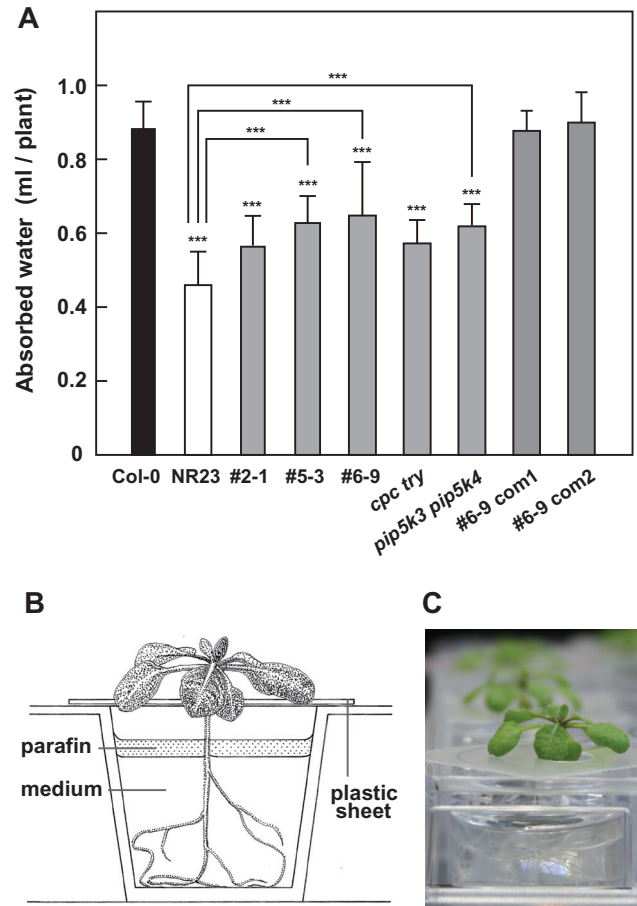 A
Absorbed water (ml / plant)
1.0
0.8
0.6
0.4
0.2
0
***
***
***
***
***
***
***
***
***
Col-0
NR23
#2-1
#5-3
#6-9
cpc try
pip5k3 pip5k4
#6-9 com1
#6-9 com2
B
parafin
medium
plastic
sheet
C